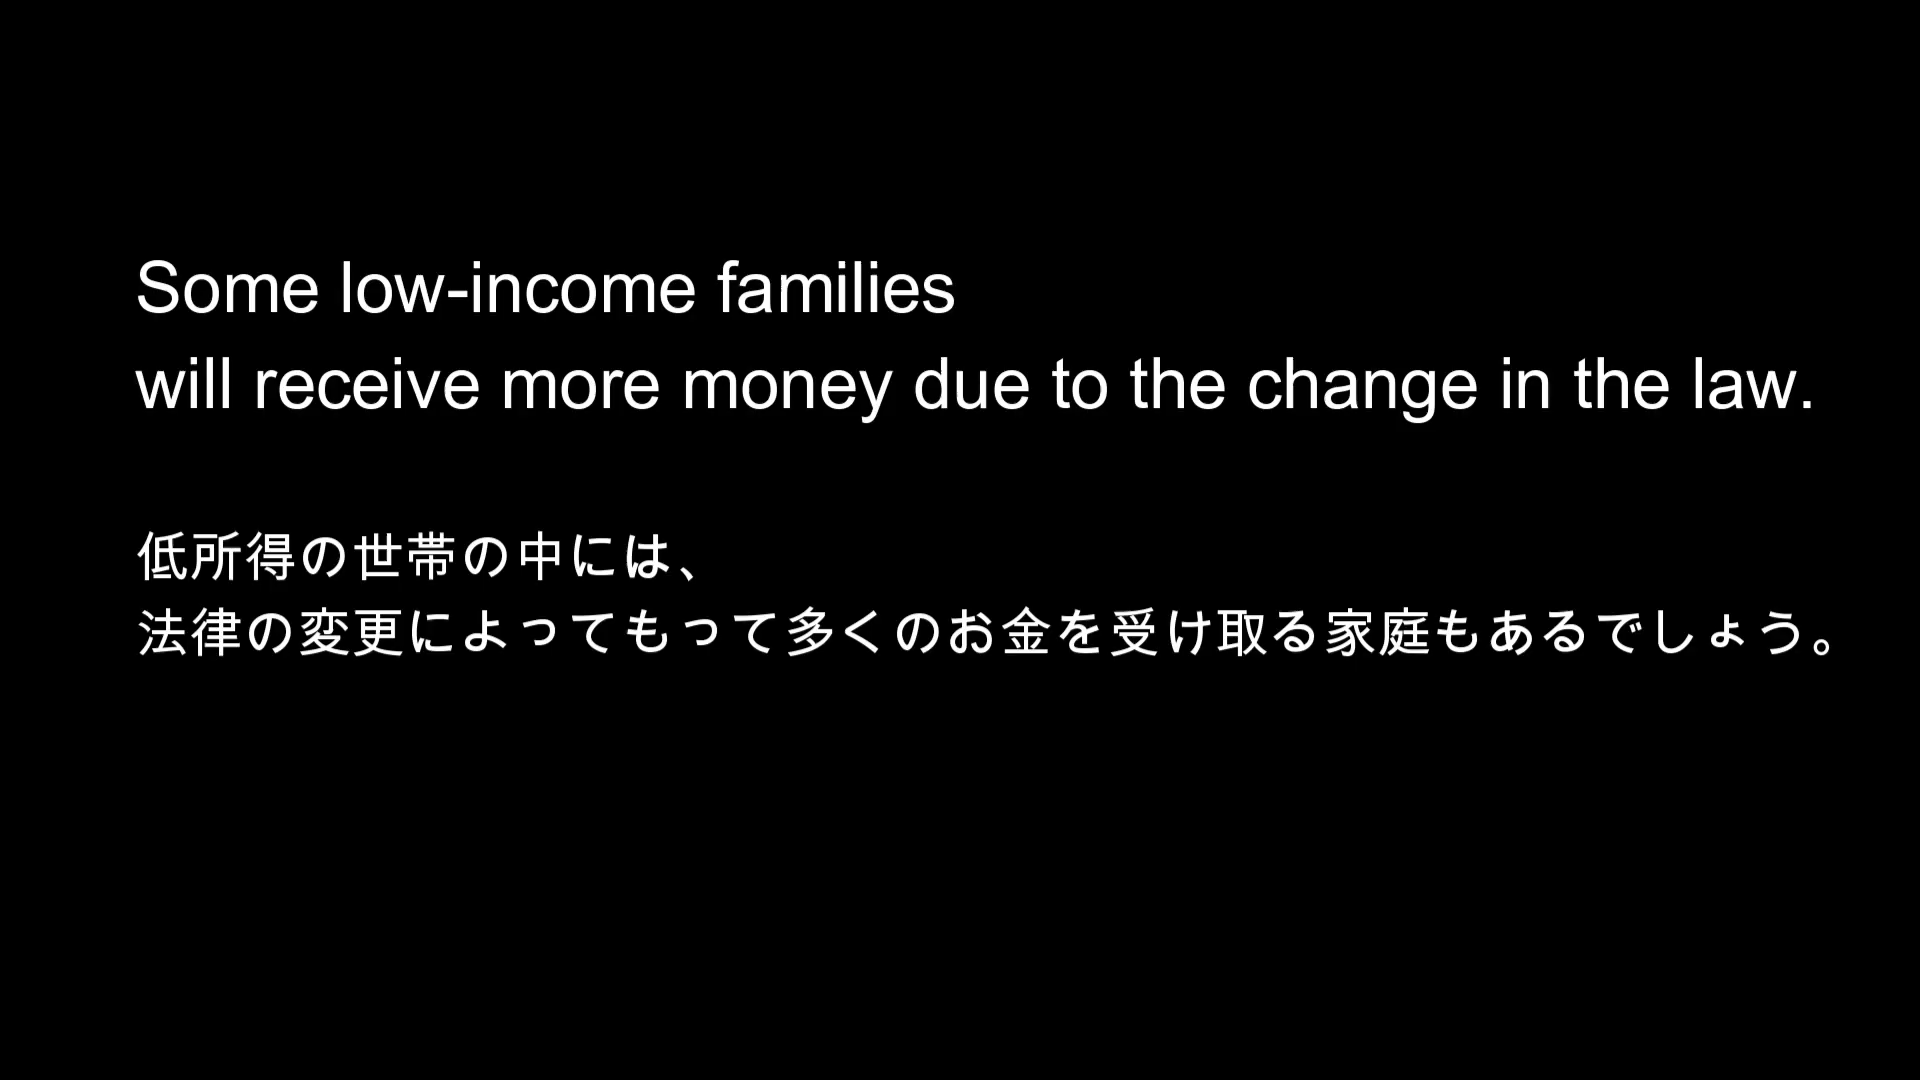 Some low-income families
will receive more money due to the change in the law.
低所得の世帯の中には、
法律の変更によってもって多くのお金を受け取る家庭もあるでしょう。